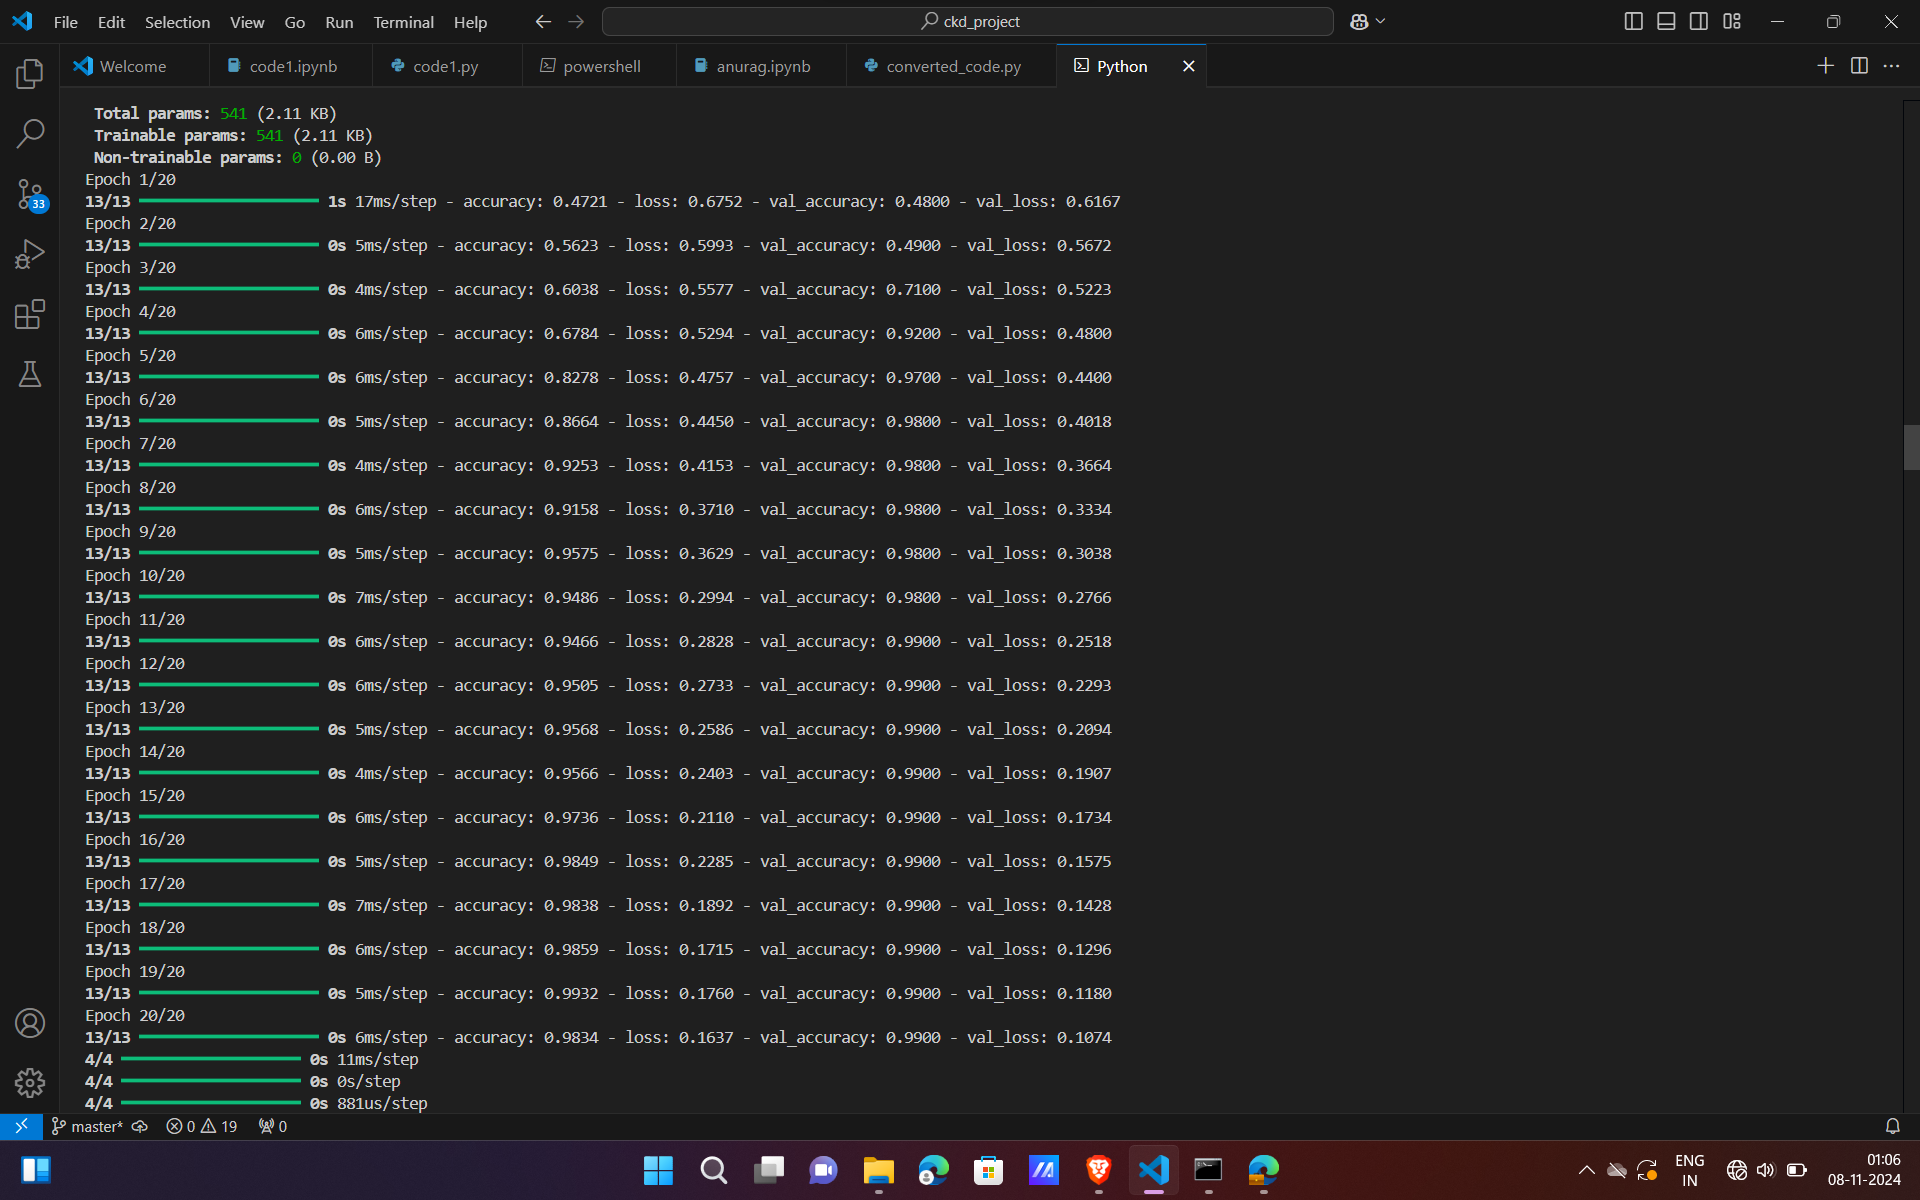 File Edit Selection View Go Run Terminal Help ckd_project
Welcome code1.ipynb code1.py powershell anurag.ipynb converted_code.py Python
Total params: 541 (2.11 KB)
Trainable params: 541 (2.11 KB)
Non-trainable params: 0 (0.00 B)
Epoch 1/20
13/13 1s 17ms/step - accuracy: 0.4721 - loss: 0.6752 - val_accuracy: 0.4800 - val_loss: 0.6167
Epoch 2/20
13/13 0s 5ms/step - accuracy: 0.5623 - loss: 0.5993 - val_accuracy: 0.4900 - val_loss: 0.5672
Epoch 3/20
13/13 0s 4ms/step - accuracy: 0.6038 - loss: 0.5577 - val_accuracy: 0.7100 - val_loss: 0.5223
Epoch 4/20
13/13 0s 6ms/step - accuracy: 0.6784 - loss: 0.5294 - val_accuracy: 0.9200 - val_loss: 0.4800
Epoch 5/20
13/13 0s 6ms/step - accuracy: 0.8278 - loss: 0.4757 - val_accuracy: 0.9700 - val_loss: 0.4400
Epoch 6/20
13/13 0s 5ms/step - accuracy: 0.8664 - loss: 0.4450 - val_accuracy: 0.9800 - val_loss: 0.4018
Epoch 7/20
13/13 0s 4ms/step - accuracy: 0.9253 - loss: 0.4153 - val_accuracy: 0.9800 - val_loss: 0.3664
Epoch 8/20
13/13 0s 6ms/step - accuracy: 0.9158 - loss: 0.3710 - val_accuracy: 0.9800 - val_loss: 0.3334
Epoch 9/20
13/13 0s 5ms/step - accuracy: 0.9575 - loss: 0.3629 - val_accuracy: 0.9800 - val_loss: 0.3038
Epoch 10/20
13/13 0s 7ms/step - accuracy: 0.9486 - loss: 0.2994 - val_accuracy: 0.9800 - val_loss: 0.2766
Epoch 11/20
13/13 0s 6ms/step - accuracy: 0.9466 - loss: 0.2828 - val_accuracy: 0.9900 - val_loss: 0.2518
Epoch 12/20
13/13 0s 6ms/step - accuracy: 0.9505 - loss: 0.2733 - val_accuracy: 0.9900 - val_loss: 0.2293
Epoch 13/20
13/13 0s 5ms/step - accuracy: 0.9568 - loss: 0.2586 - val_accuracy: 0.9900 - val_loss: 0.2094
Epoch 14/20
13/13 0s 4ms/step - accuracy: 0.9566 - loss: 0.2403 - val_accuracy: 0.9900 - val_loss: 0.1907
Epoch 15/20
13/13 0s 6ms/step - accuracy: 0.9736 - loss: 0.2110 - val_accuracy: 0.9900 - val_loss: 0.1734
Epoch 16/20
13/13 0s 5ms/step - accuracy: 0.9849 - loss: 0.2285 - val_accuracy: 0.9900 - val_loss: 0.1575
Epoch 17/20
13/13 0s 7ms/step - accuracy: 0.9838 - loss: 0.1892 - val_accuracy: 0.9900 - val_loss: 0.1428
Epoch 18/20
13/13 0s 6ms/step - accuracy: 0.9859 - loss: 0.1715 - val_accuracy: 0.9900 - val_loss: 0.1296
Epoch 19/20
13/13 0s 5ms/step - accuracy: 0.9932 - loss: 0.1760 - val_accuracy: 0.9900 - val_loss: 0.1180
Epoch 20/20
13/13 0s 6ms/step - accuracy: 0.9834 - loss: 0.1637 - val_accuracy: 0.9900 - val_loss: 0.1074
4/4 0s 11ms/step
4/4 0s 0s/step
4/4 0s 881us/step
33
master* 0 19 0
ENG
IN
01:06
08-11-2024